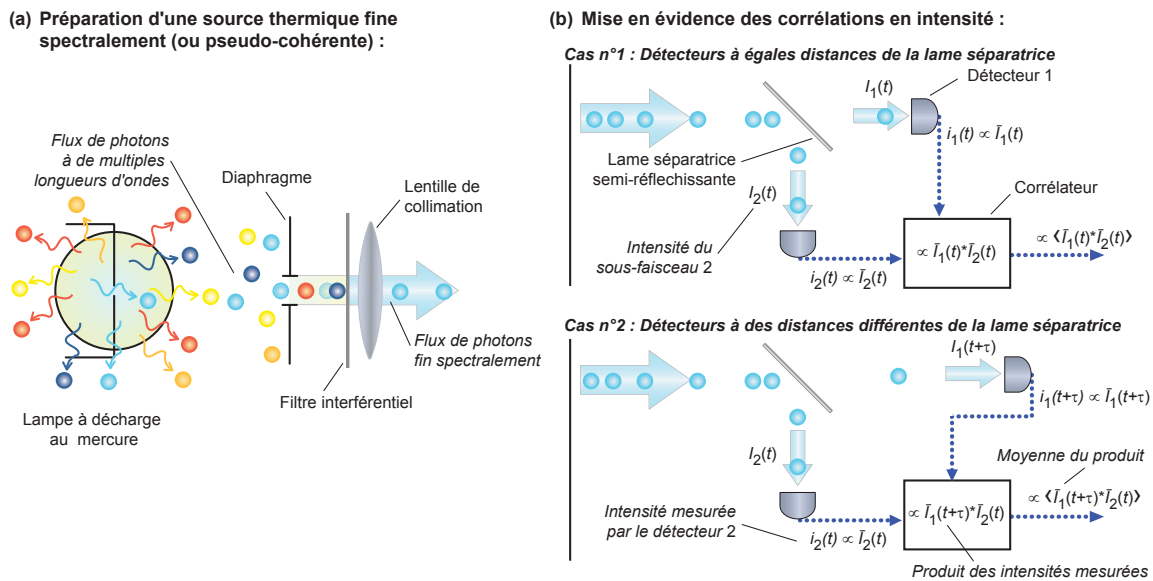 (a) Préparation d'une source thermique fine
spectralement (ou pseudo-cohérente) :
Flux de photons
à de multiples
longueurs d'ondes
Diaphragme
Lentille de
collimation
Flux de photons
fin spectralement
Filtre interférentiel
Lampe à décharge
au mercure
(b) Mise en évidence des corrélations en intensité :
Cas n°1 : Détecteurs à égales distances de la lame séparatrice
I₁(t)
Détecteur 1
i₁(t) ∝ Ī₁(t)
Lame séparatrice
semi-réflechissante
I₂(t)
Corrélateur
Intensité du
sous-faisceau 2
∝ Ī₁(t)*Ī₂(t)
∝ ‹Ī₁(t)*Ī₂(t)›
i₂(t) ∝ Ī₂(t)
Cas n°2 : Détecteurs à des distances différentes de la lame séparatrice
I₁(t+τ)
i₁(t+τ) ∝ Ī₁(t+τ)
I₂(t)
Moyenne du produit
Intensité mesurée
par le détecteur 2
∝ Ī₁(t+τ)*Ī₂(t)
∝ ‹Ī₁(t+τ)*Ī₂(t)›
i₂(t) ∝ Ī₂(t)
Produit des intensités mesurées